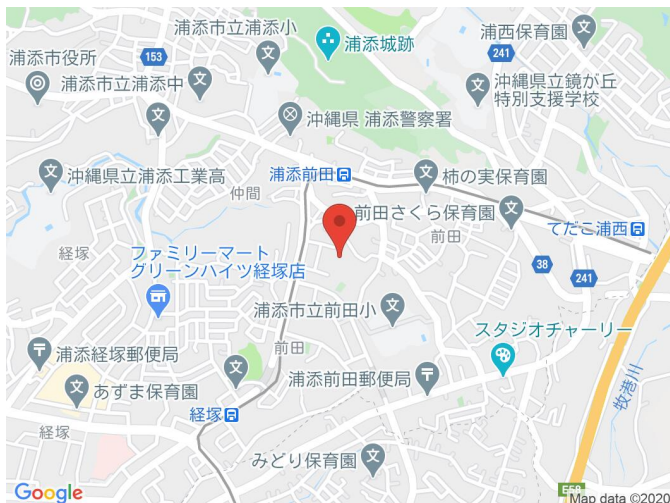 浦添市立浦添小
浦西保育園
153
浦添城跡
241
浦添市役所
浦添市立浦添中
沖縄県立鏡が丘
特別支援学校
沖縄県 浦添警察署
浦添前田
沖縄県立浦添工業高
柿の実保育園
仲間
前田さくら保育園
てだこ浦西
前田
経塚
ファミリーマート
グリーンハイツ経塚店
38
241
浦添市立前田小
スタジオチャーリー
浦添経塚郵便局
前田
浦添前田郵便局
あずま保育園
牧港川
経塚
経塚
みどり保育園
E58
Google
Map data ©2020